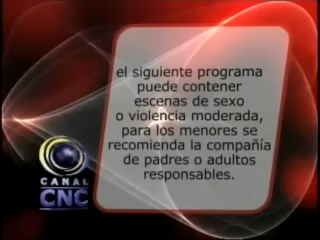 el siguiente programa
puede contener
escenas de sexo
o violencia moderada,
para los menores se
recomienda la compañía
de padres o adultos
responsables.
CANAL
CNC